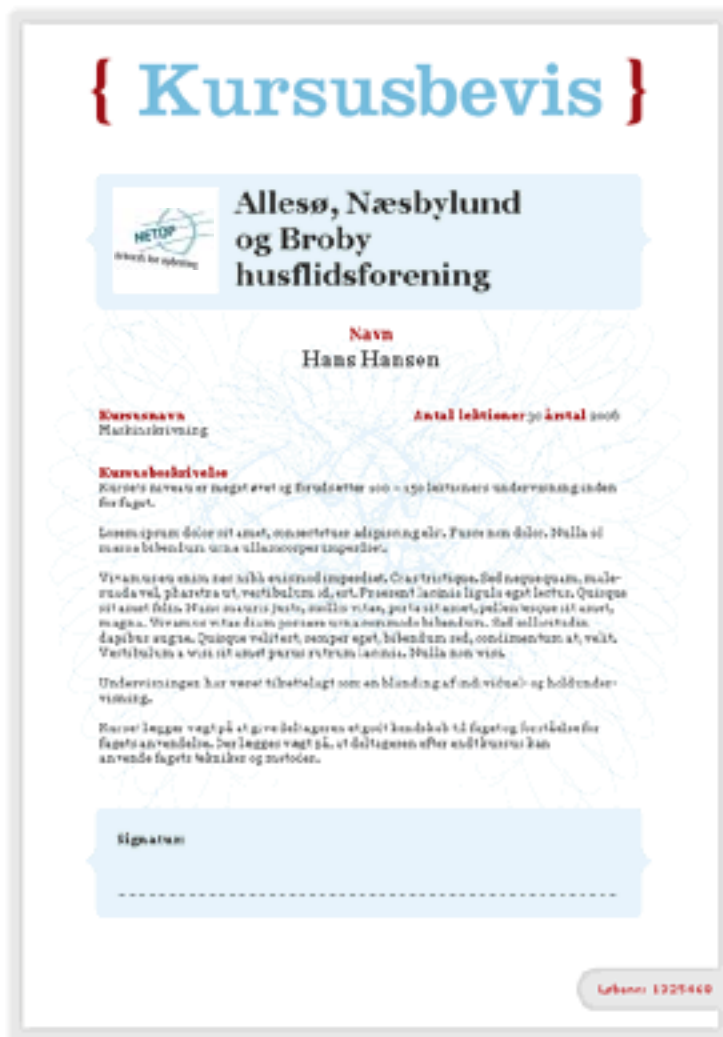 { Kursusbevis }
NETOP
netværk for oplysning
Allesø, Næsbylund
og Broby
husflidsforening
Navn
Hans Hansen
Kursusnavn
Antal lektioner 30 årstal 2006
Maskinskrivning
Kursusbeskrivelse
Kursets niveau er meget øvet og forudsætter 100 – 150 lektioners undervisning inden
for faget.
Lorem ipsum dolor sit amet, consectetuer adipiscing elit. Fusce non dolor. Nulla id
massa bibendum urna ullamcorper imperdiet.
Vivamus eu enim nec nibh euismod imperdiet. Cras tristique. Sed neque quam, male-
suada vel, pharetra ut, vestibulum id, est. Praesent lacinia ligula eget lectus. Quisque
sit amet felis. Nunc mauris justo, mollis vitae, porta sit amet, pellentesque sit amet,
magna. Vivamus vitae diam posuere urna commodo bibendum. Sed sollicitudin
dapibus augue. Quisque velit est, semper eget, bibendum sed, condimentum at, velit.
Vestibulum a wisi sit amet purus rutrum lacinia. Nulla non wisi.
Undervisningen har været tilrettelagt som en blanding af individuel- og holdunder-
visning.
Kurset lægger vægt på at give deltageren et godt kendskab til faget og forståelse for
fagets anvendelse. Der lægges vægt på, at deltageren efter endt kursus kan
anvende fagets tekniker og metoder.
Signatur
Løbenr: 1325468